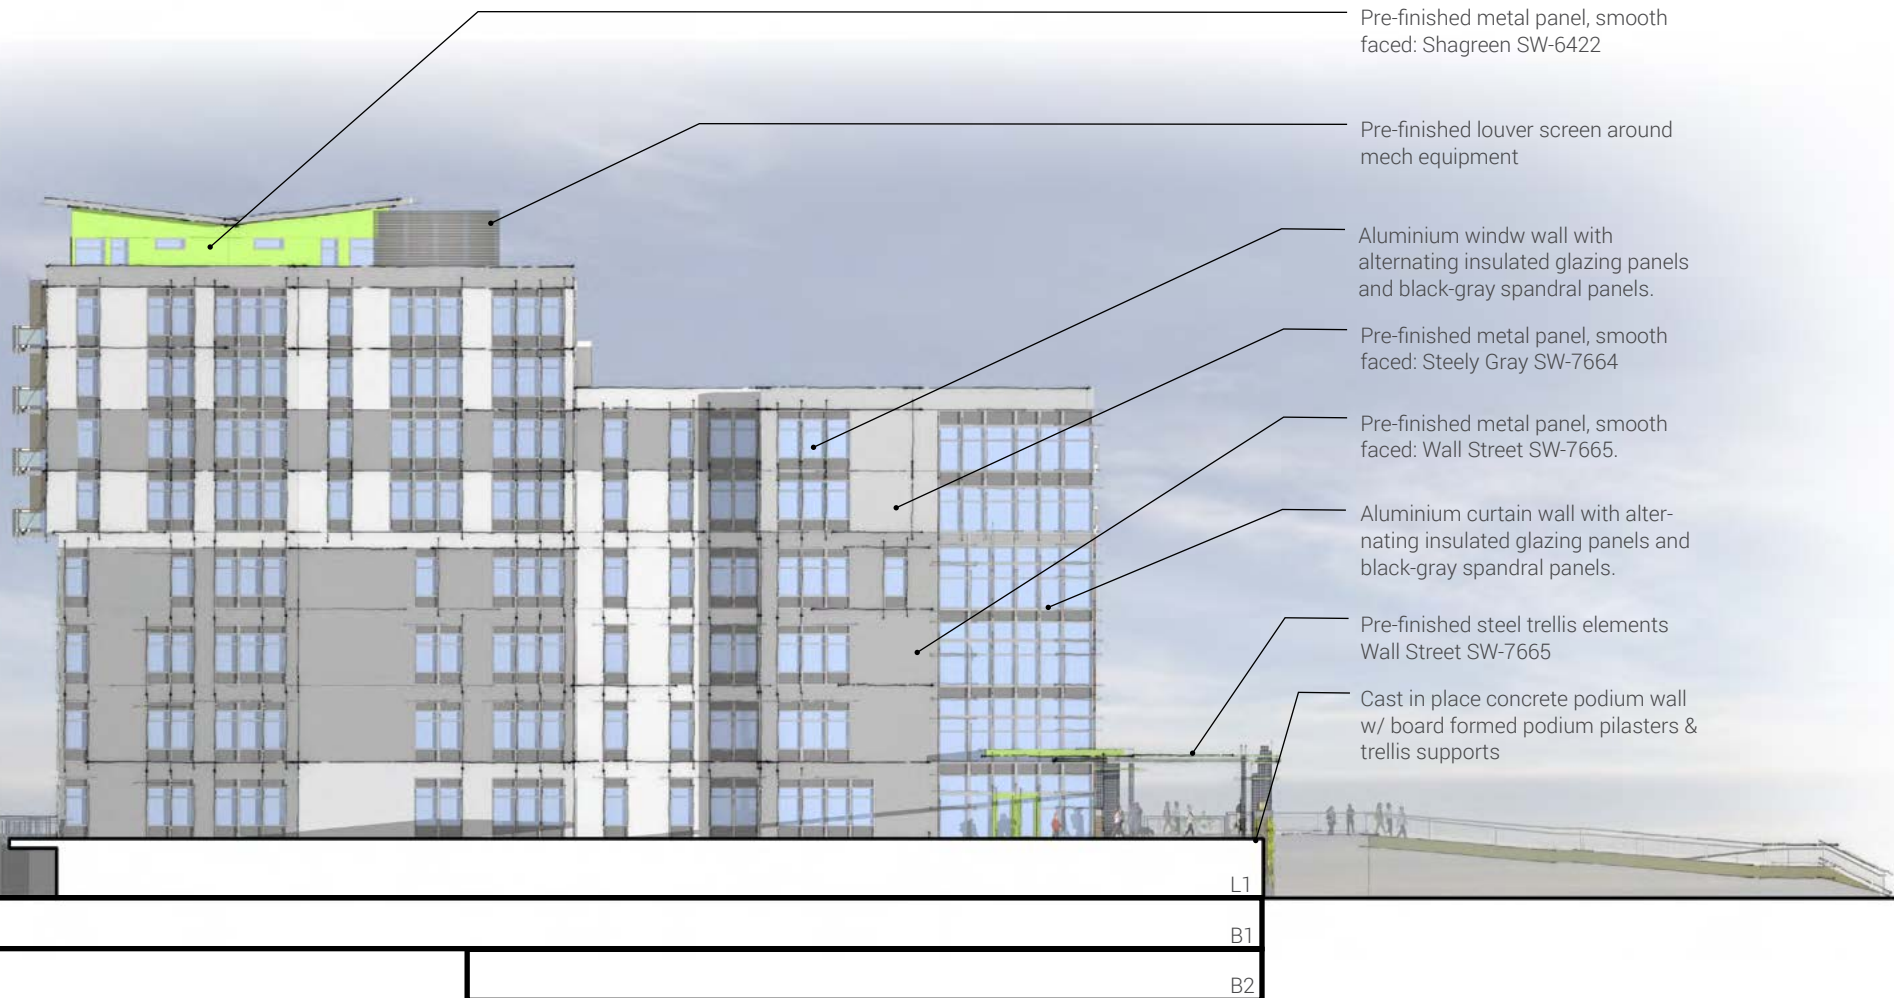 Pre-finished metal panel, smooth
faced: Shagreen SW-6422
Pre-finished louver screen around
mech equipment
Aluminium windw wall with
alternating insulated glazing panels
and black-gray spandral panels.
Pre-finished metal panel, smooth
faced: Steely Gray SW-7664
Pre-finished metal panel, smooth
faced: Wall Street SW-7665.
Aluminium curtain wall with alter-
nating insulated glazing panels and
black-gray spandral panels.
Pre-finished steel trellis elements
Wall Street SW-7665
Cast in place concrete podium wall
w/ board formed podium pilasters &
trellis supports
L1
B1
B2